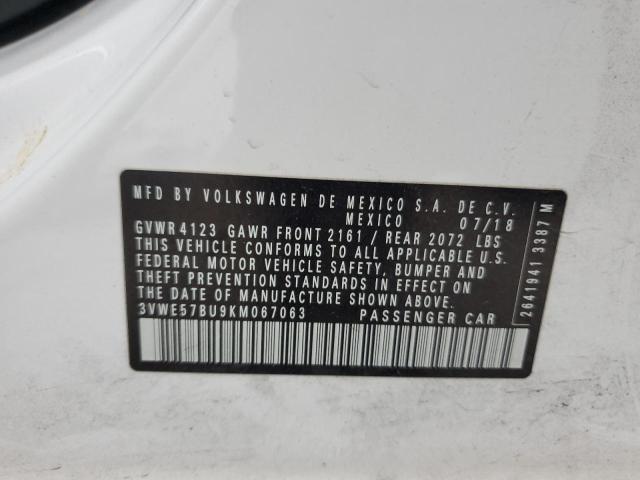 MFD BY VOLKSWAGEN DE MEXICO S.A. DE C.V.
MEXICO 07/18
GVWR 4123 GAWR FRONT 2161 / REAR 2072 LBS
THIS VEHICLE CONFORMS TO ALL APPLICABLE U.S.
FEDERAL MOTOR VEHICLE SAFETY, BUMPER AND
THEFT PREVENTION STANDARDS IN EFFECT ON
THE DATE OF MANUFACTURE SHOWN ABOVE.
3VWE57BU9KM067063 PASSENGER CAR
2641941 3387 M